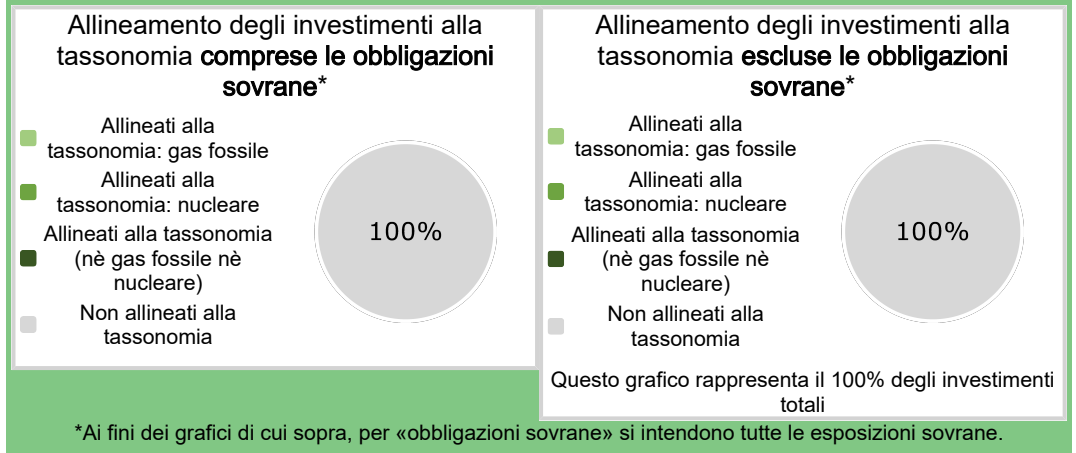 Allineamento degli investimenti alla
tassonomia comprese le obbligazioni
sovrane*
Allineati alla
tassonomia: gas fossile
Allineati alla
tassonomia: nucleare
Allineati alla tassonomia
(nè gas fossile nè
nucleare)
Non allineati alla
tassonomia
100%
Allineamento degli investimenti alla
tassonomia escluse le obbligazioni
sovrane*
Allineati alla
tassonomia: gas fossile
Allineati alla
tassonomia: nucleare
Allineati alla tassonomia
(nè gas fossile nè
nucleare)
Non allineati alla
tassonomia
100%
Questo grafico rappresenta il 100% degli investimenti
totali
*Ai fini dei grafici di cui sopra, per «obbligazioni sovrane» si intendono tutte le esposizioni sovrane.